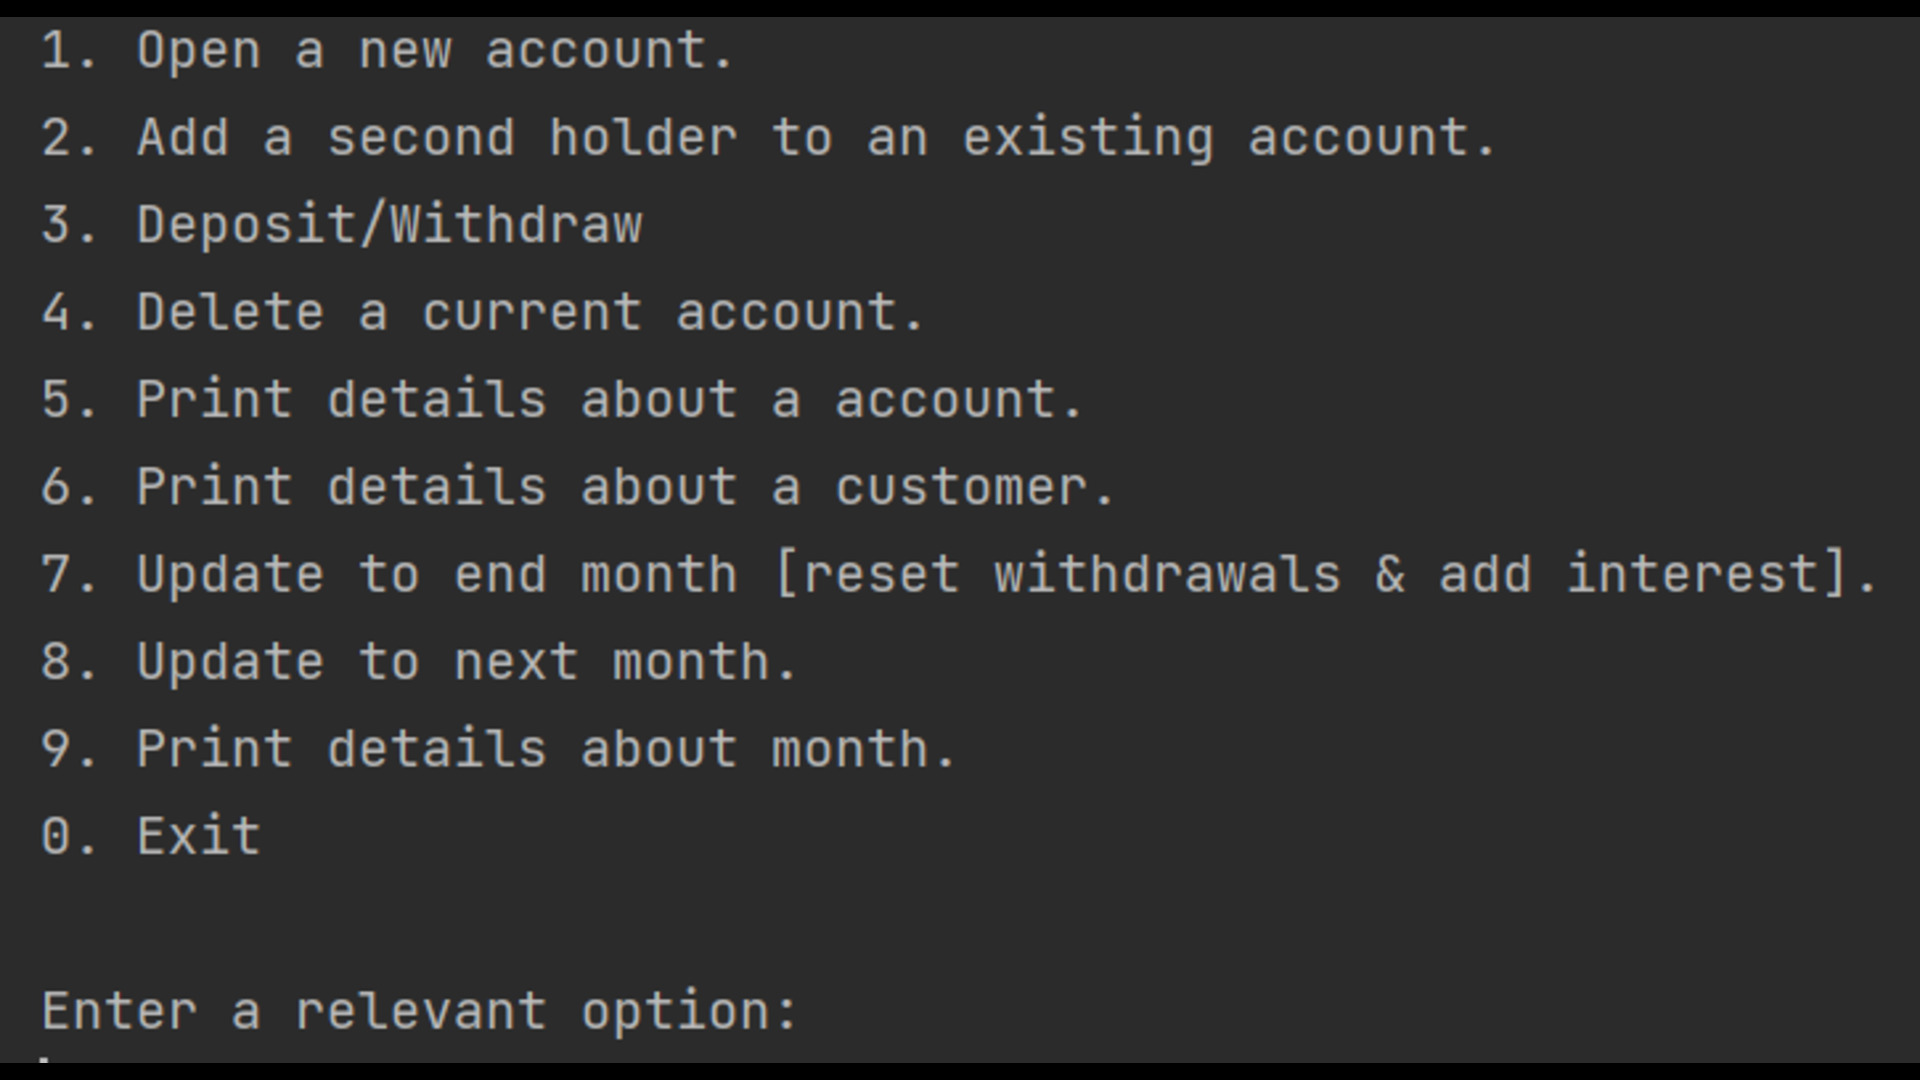 1. Open a new account.
2. Add a second holder to an existing account.
3. Deposit/Withdraw
4. Delete a current account.
5. Print details about a account.
6. Print details about a customer.
7. Update to end month [reset withdrawals & add interest].
8. Update to next month.
9. Print details about month.
0. Exit
Enter a relevant option: